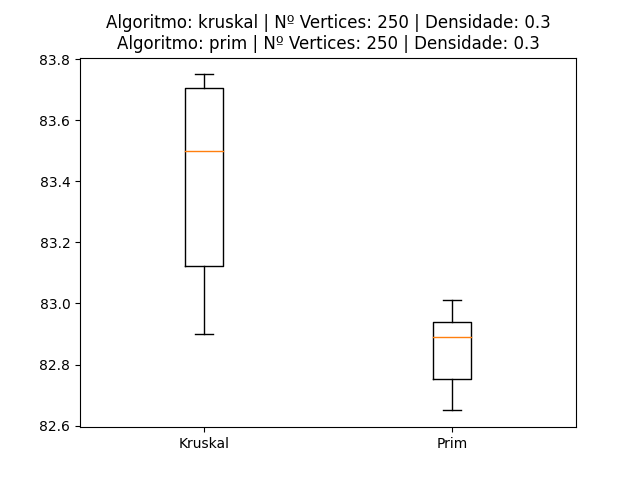 Algoritmo: kruskal | Nº Vertices: 250 | Densidade: 0.3
Algoritmo: prim | Nº Vertices: 250 | Densidade: 0.3
83.8
83.6
83.4
83.2
83.0
82.8
82.6
Kruskal
Prim